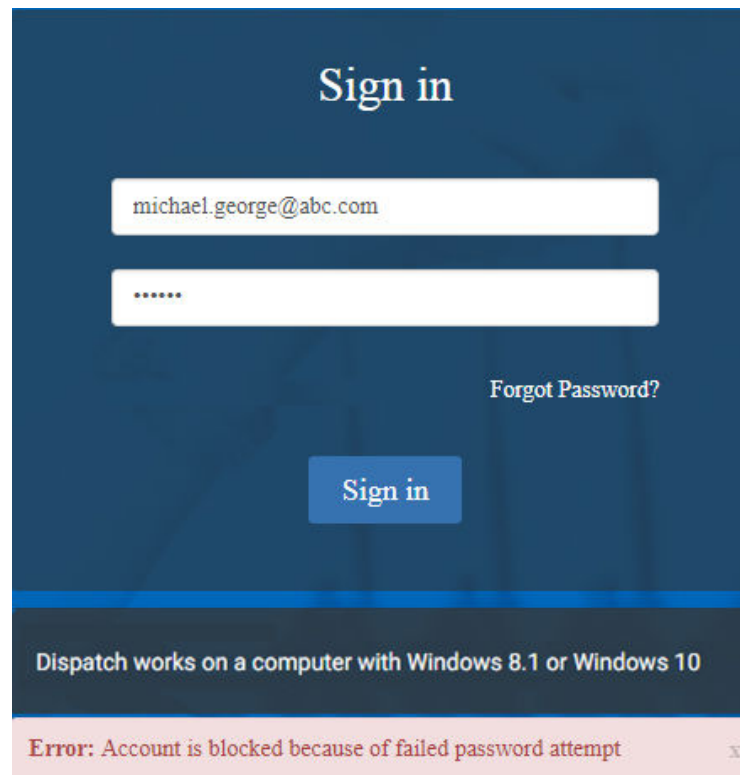 Sign in
michael.george@abc.com
••••••
Forgot Password?
Sign in
Dispatch works on a computer with Windows 8.1 or Windows 10
Error: Account is blocked because of failed password attempt x